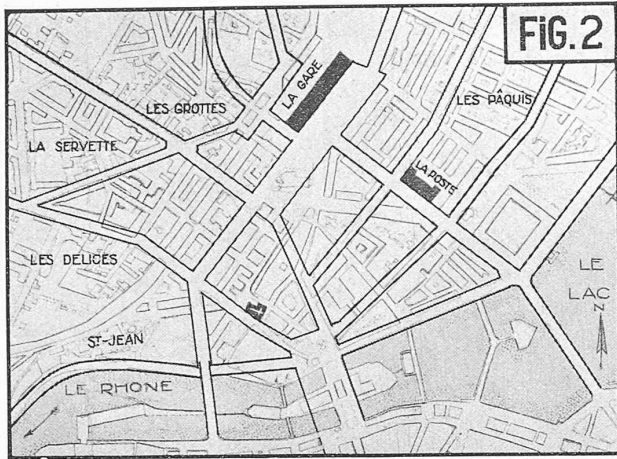 FIG. 2
LA GARE
LES GROTTES
LES PÂQUIS
LA SERVETTE
LA POSTE
LES DELICES
LE
LAC
N
ST-JEAN
LE RHONE